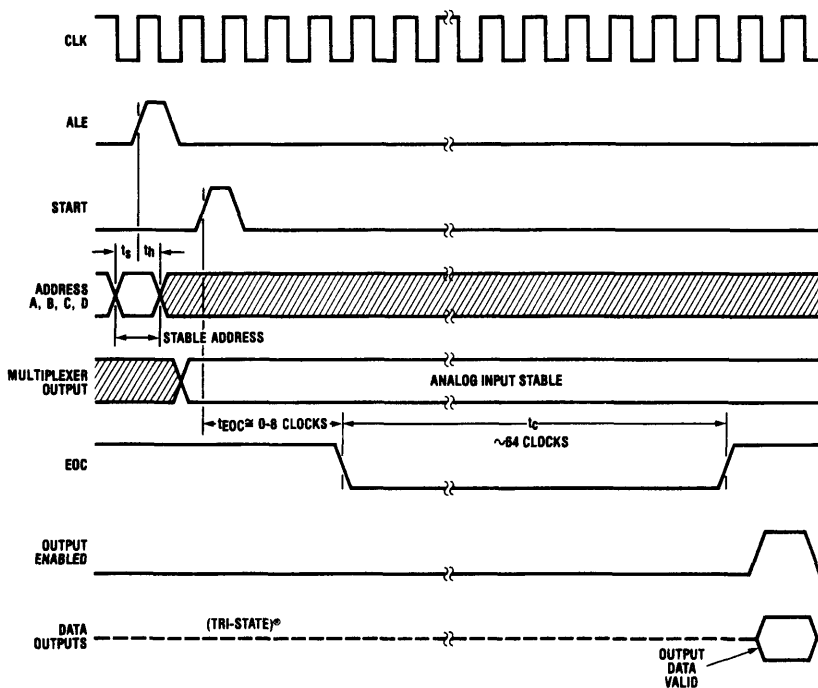 CLK
ALE
START
ts th
ADDRESS
A, B, C, D
STABLE ADDRESS
MULTIPLEXER
OUTPUT
ANALOG INPUT STABLE
tEOC≅ 0-8 CLOCKS
tc
~64 CLOCKS
EOC
OUTPUT
ENABLED
DATA
OUTPUTS
(TRI-STATE)®
OUTPUT
DATA
VALID